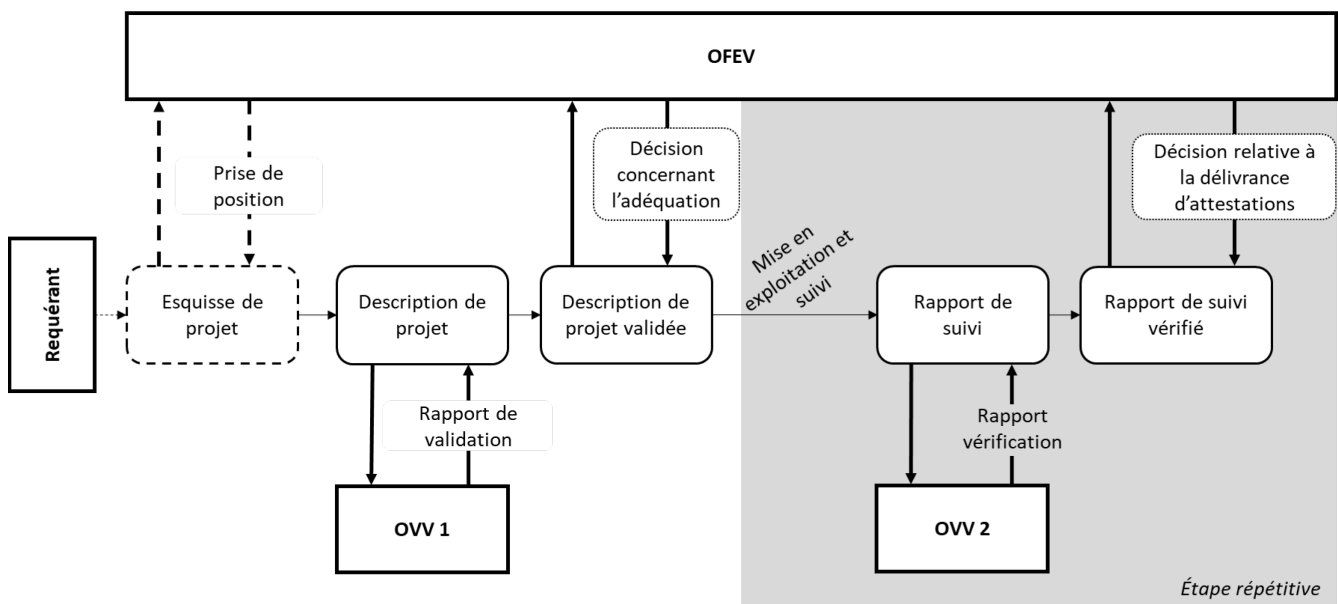 OFEV
Prise de
position
Décision
concernant
l’adéquation
Décision relative à
la délivrance
d’attestations
Requérant
Esquisse de
projet
Description de
projet
Description de
projet validée
Mise en
exploitation et
suivi
Rapport de
suivi
Rapport de suivi
vérifié
Rapport de
validation
Rapport
vérification
OVV 1
OVV 2
Étape répétitive